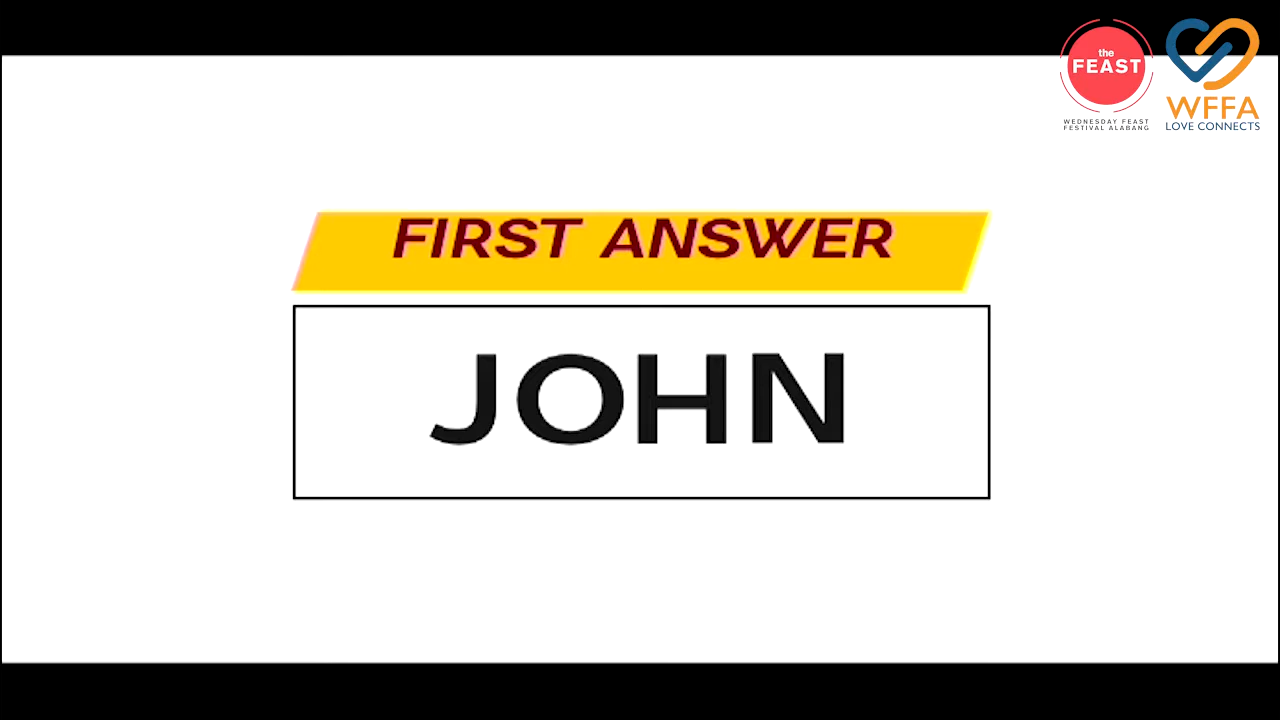 the
FEAST
WEDNESDAY FEAST
FESTIVAL ALABANG
WFFA
LOVE CONNECTS
FIRST ANSWER
JOHN